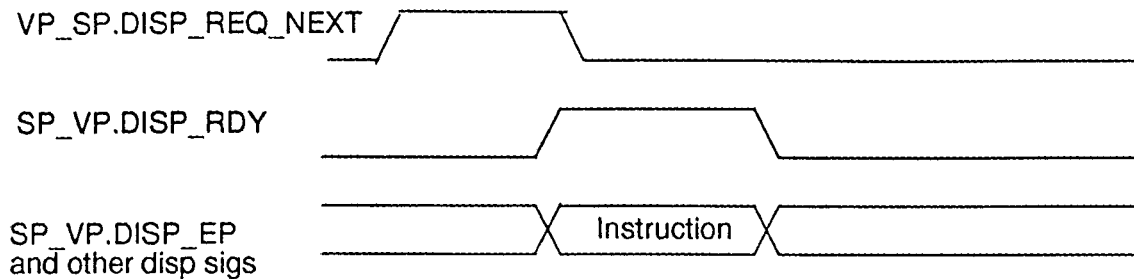 VP_SP.DISP_REQ_NEXT
SP_VP.DISP_RDY
SP_VP.DISP_EP
and other disp sigs
Instruction